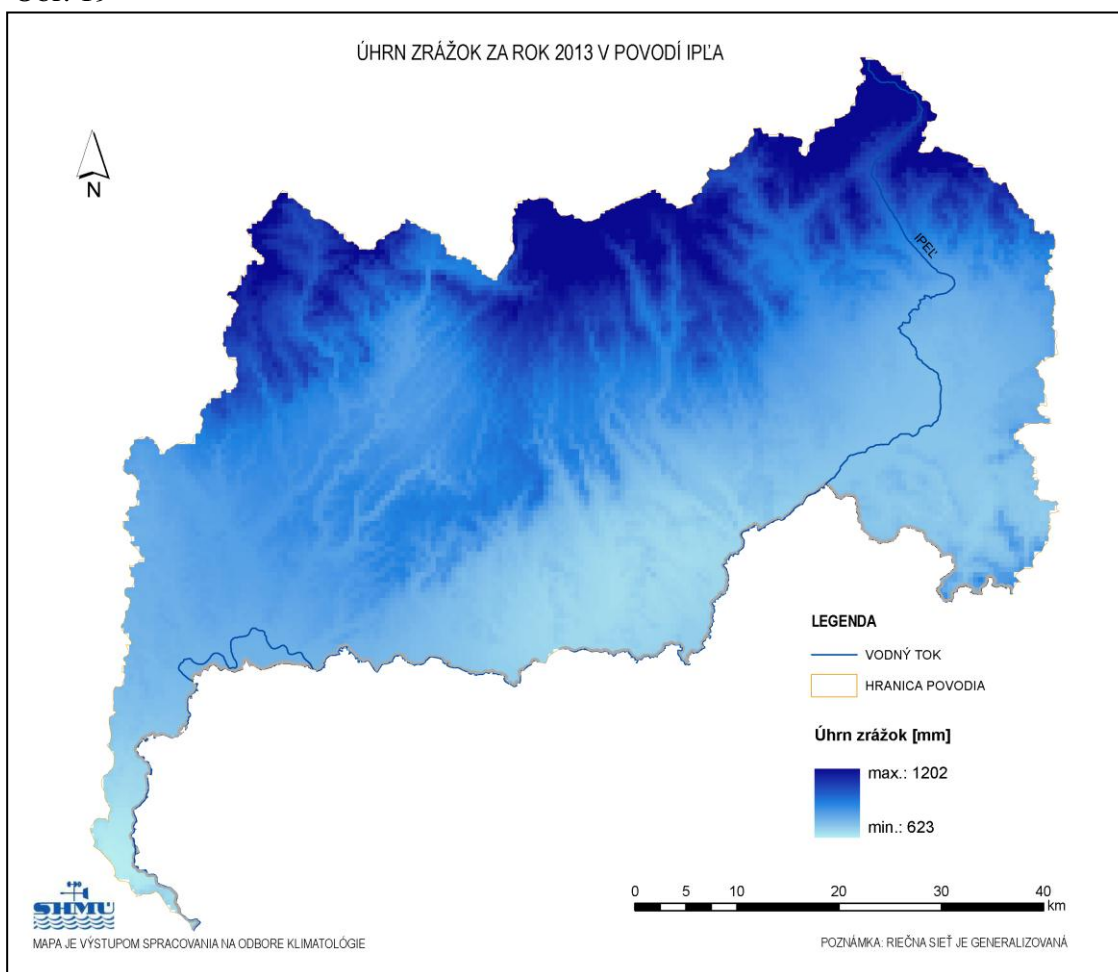 ÚHRN ZRÁŽOK ZA ROK 2013 V POVODÍ IPĽA
N
IPEĽ
LEGENDA
VODNÝ TOK
HRANICA POVODIA
Úhrn zrážok [mm]
max.: 1202
min.: 623
0 5 10 20 30 40
km
SHMÚ
MAPA JE VÝSTUPOM SPRACOVANIA NA ODBORE KLIMATOLÓGIE
POZNÁMKA: RIEČNA SIEŤ JE GENERALIZOVANÁ